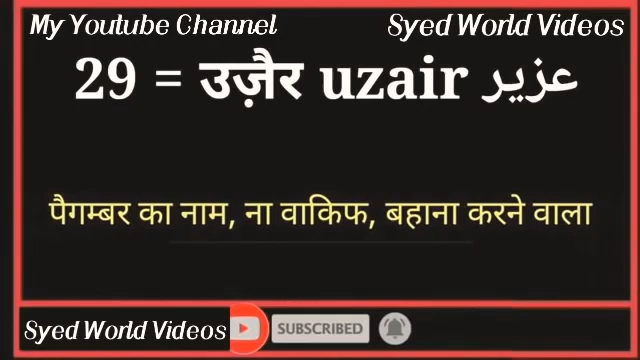 My Youtube Channel
Syed World Videos
29 = उज़ैर uzair عزیر
पैगम्बर का नाम, ना वाकिफ, बहाना करने वाला
Syed World Videos
SUBSCRIBED